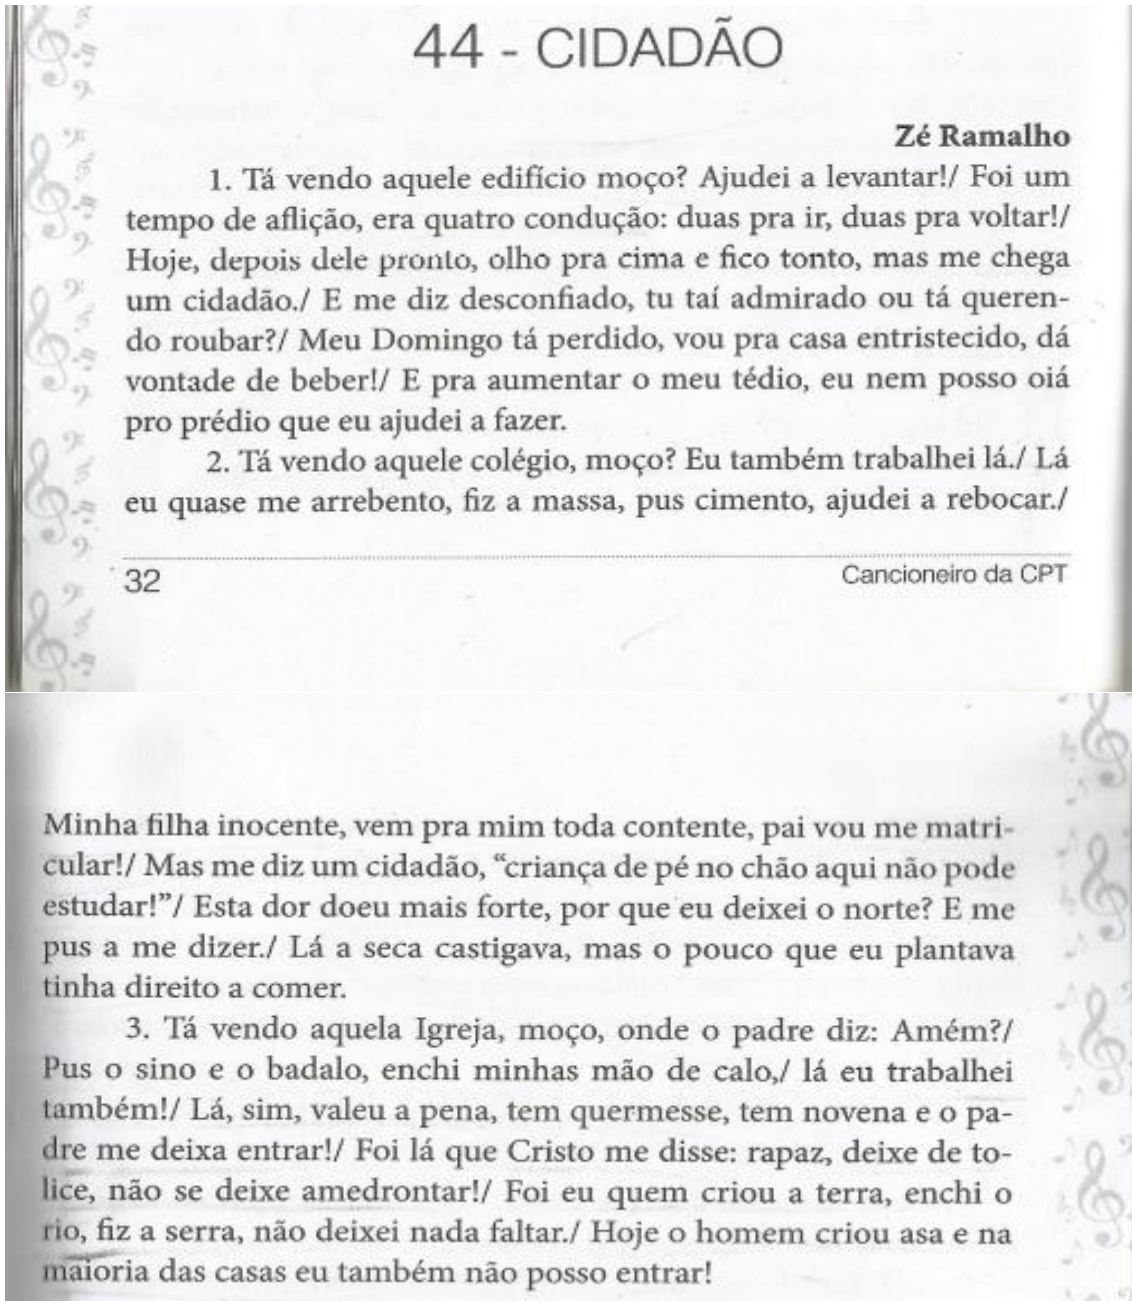 44 - CIDADÃO
Zé Ramalho
1. Tá vendo aquele edifício moço? Ajudei a levantar!/ Foi um
tempo de aflição, era quatro condução: duas pra ir, duas pra voltar!/
Hoje, depois dele pronto, olho pra cima e fico tonto, mas me chega
um cidadão./ E me diz desconfiado, tu taí admirado ou tá queren-
do roubar?/ Meu Domingo tá perdido, vou pra casa entristecido, dá
vontade de beber!/ E pra aumentar o meu tédio, eu nem posso oiá
pro prédio que eu ajudei a fazer.
2. Tá vendo aquele colégio, moço? Eu também trabalhei lá./ Lá
eu quase me arrebento, fiz a massa, pus cimento, ajudei a rebocar./
32
Cancioneiro da CPT
Minha filha inocente, vem pra mim toda contente, pai vou me matri-
cular!/ Mas me diz um cidadão, “criança de pé no chão aqui não pode
estudar!”/ Esta dor doeu mais forte, por que eu deixei o norte? E me
pus a me dizer./ Lá a seca castigava, mas o pouco que eu plantava
tinha direito a comer.
3. Tá vendo aquela Igreja, moço, onde o padre diz: Amém?/
Pus o sino e o badalo, enchi minhas mão de calo,/ lá eu trabalhei
também!/ Lá, sim, valeu a pena, tem quermesse, tem novena e o pa-
dre me deixa entrar!/ Foi lá que Cristo me disse: rapaz, deixe de to-
lice, não se deixe amedrontar!/ Foi eu quem criou a terra, enchi o
rio, fiz a serra, não deixei nada faltar./ Hoje o homem criou asa e na
maioria das casas eu também não posso entrar!